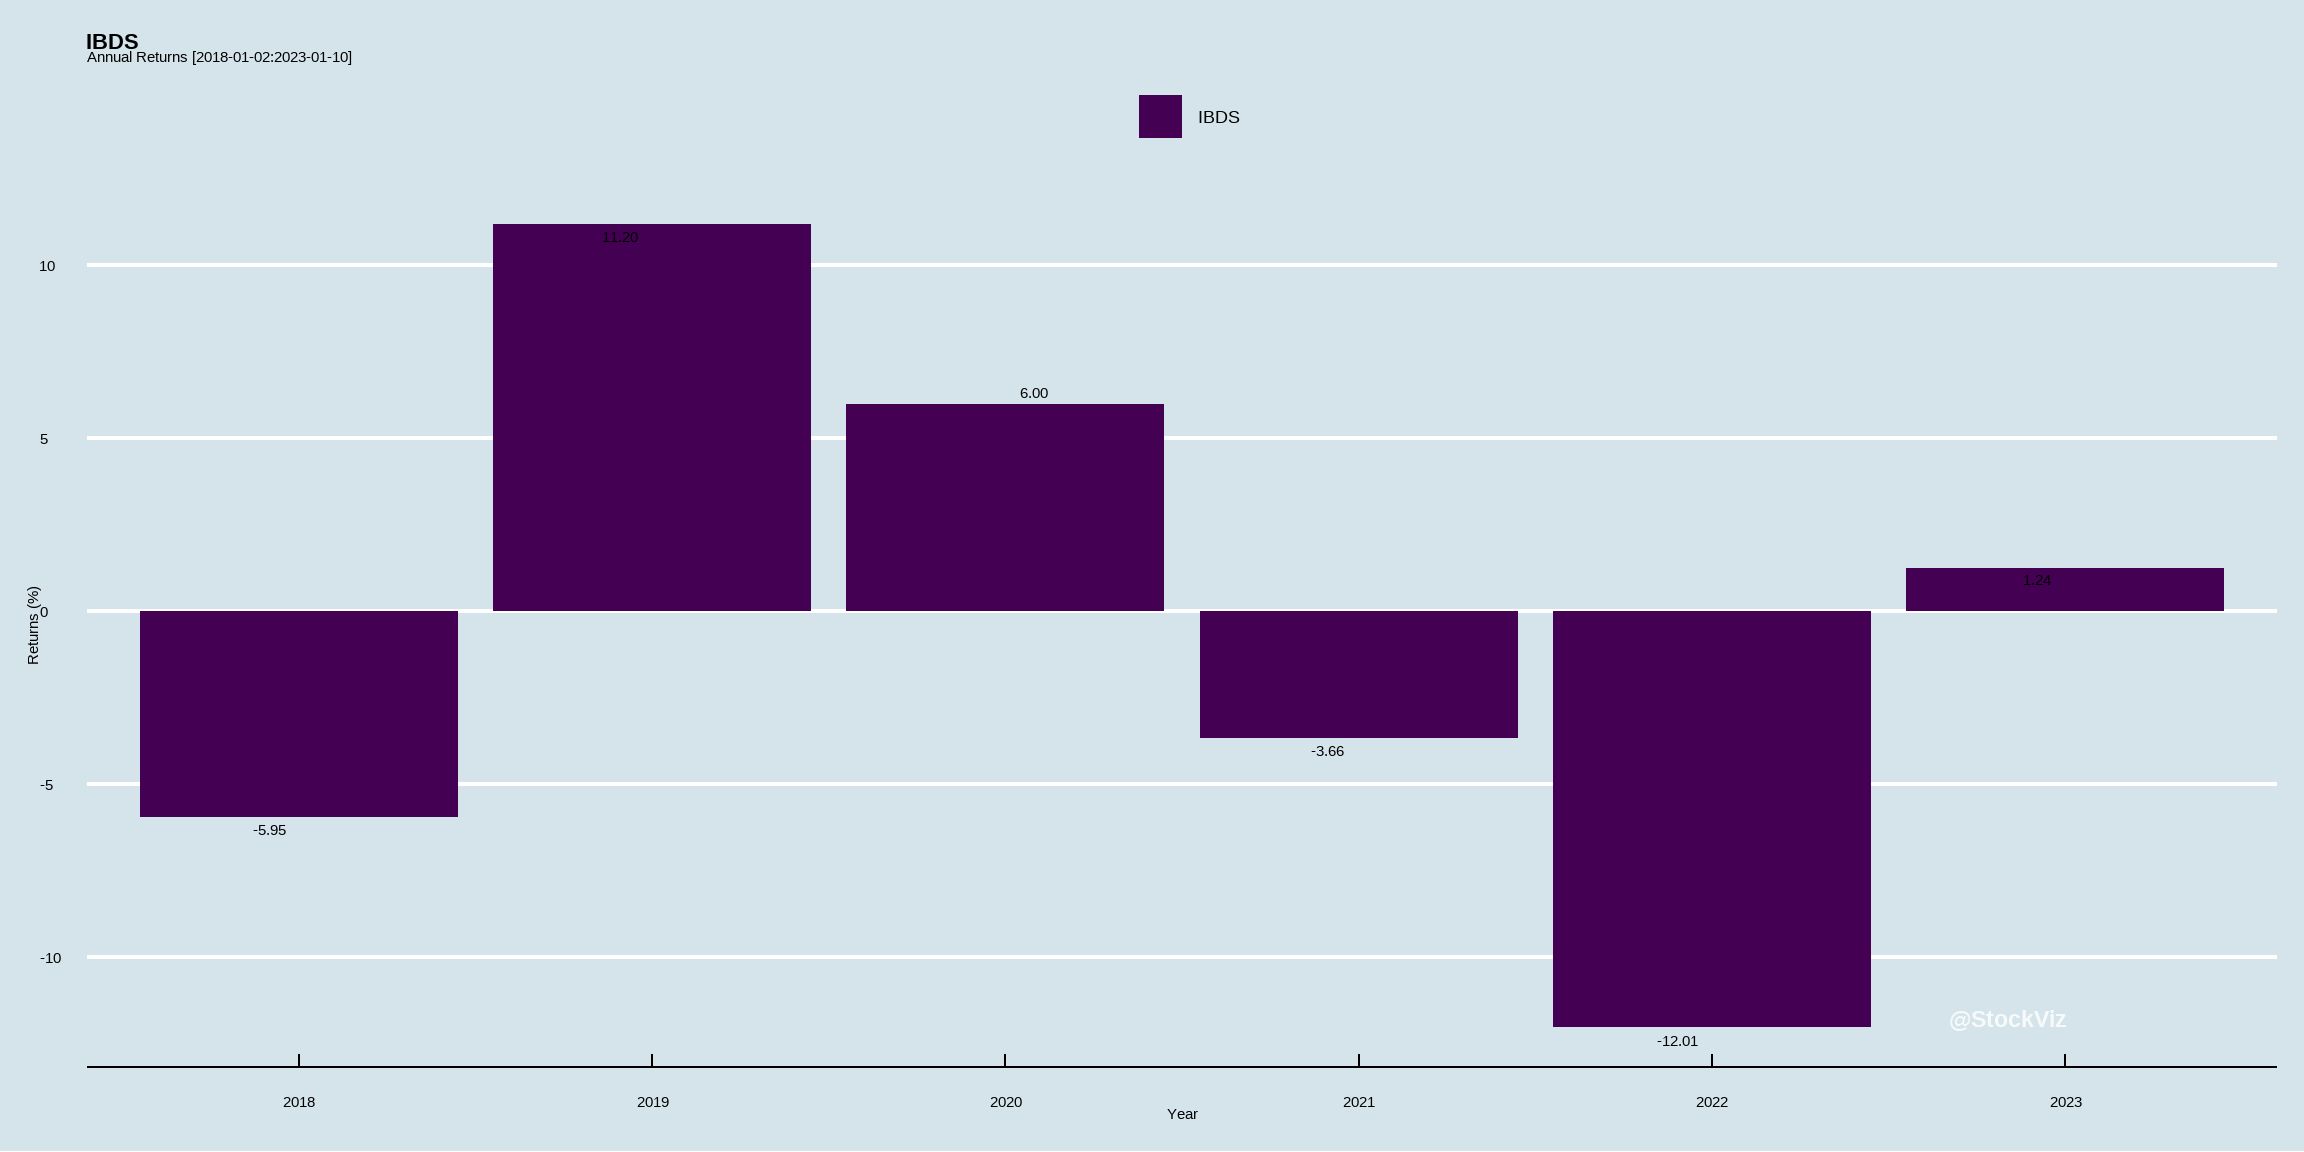 IBDS
Annual Returns [2018-01-02:2023-01-10]
IBDS
11.20
10
6.00
5
1.24
Returns (%)
0
-3.66
-5
-5.95
-10
@StockViz
-12.01
2018 2019 2020 2021 2022 2023
Year